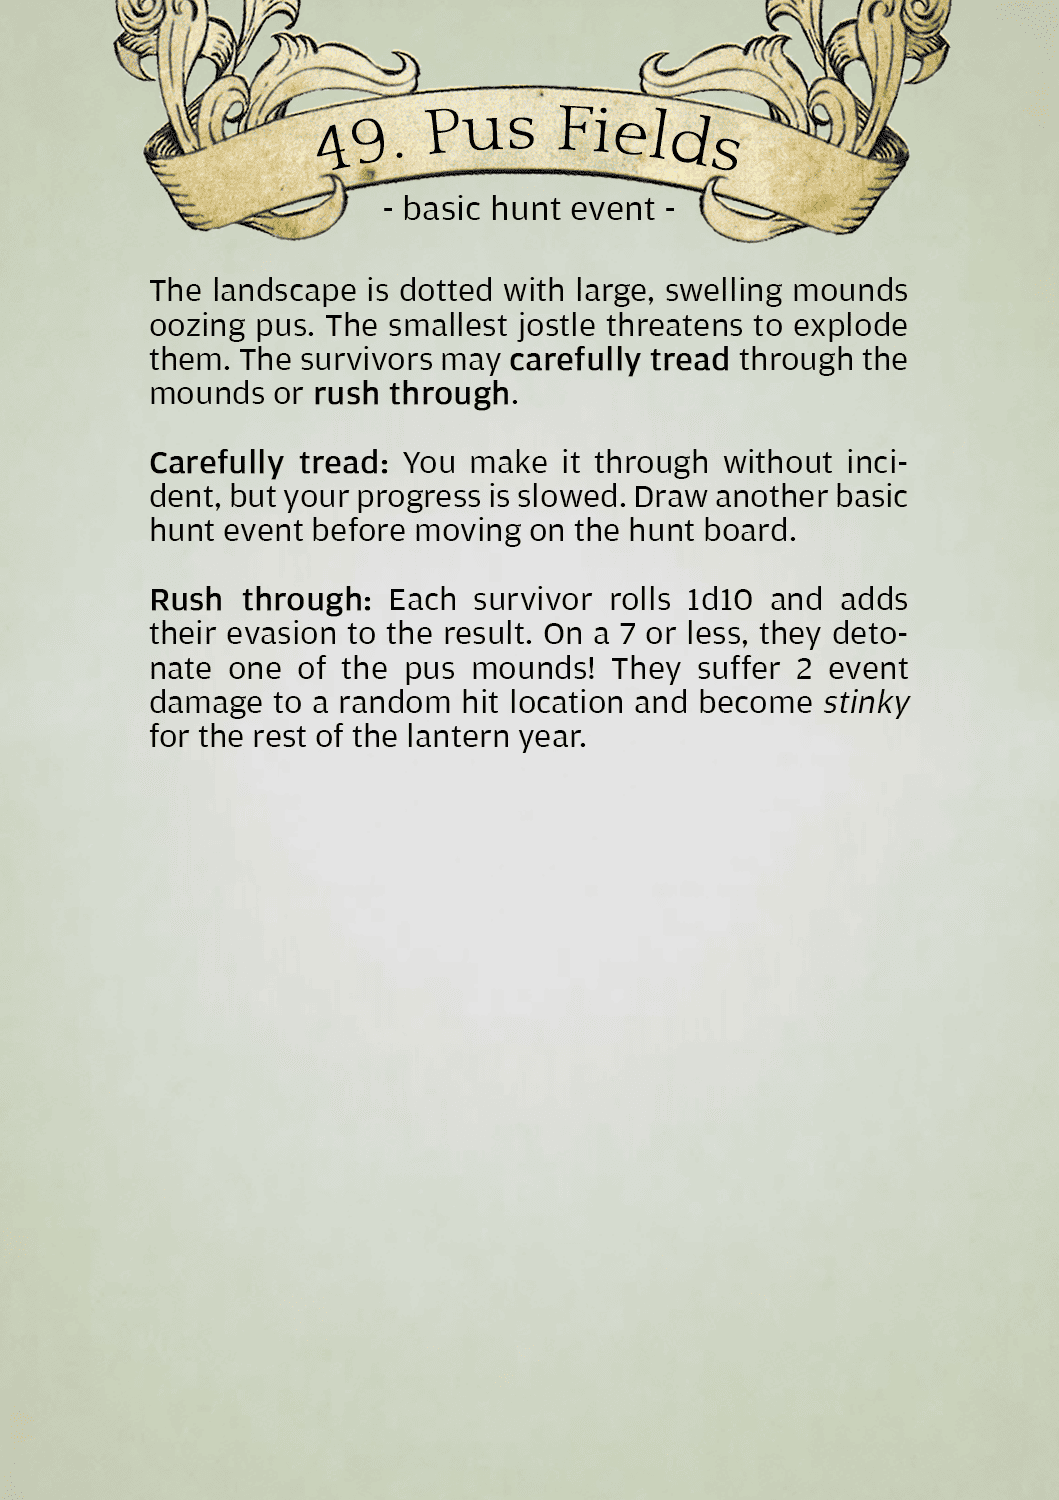 49. Pus Fields
- basic hunt event -
The landscape is dotted with large, swelling mounds
oozing pus. The smallest jostle threatens to explode
them. The survivors may carefully tread through the
mounds or rush through.
Carefully tread: You make it through without inci-
dent, but your progress is slowed. Draw another basic
hunt event before moving on the hunt board.
Rush through: Each survivor rolls 1d10 and adds
their evasion to the result. On a 7 or less, they deto-
nate one of the pus mounds! They suffer 2 event
damage to a random hit location and become stinky
for the rest of the lantern year.